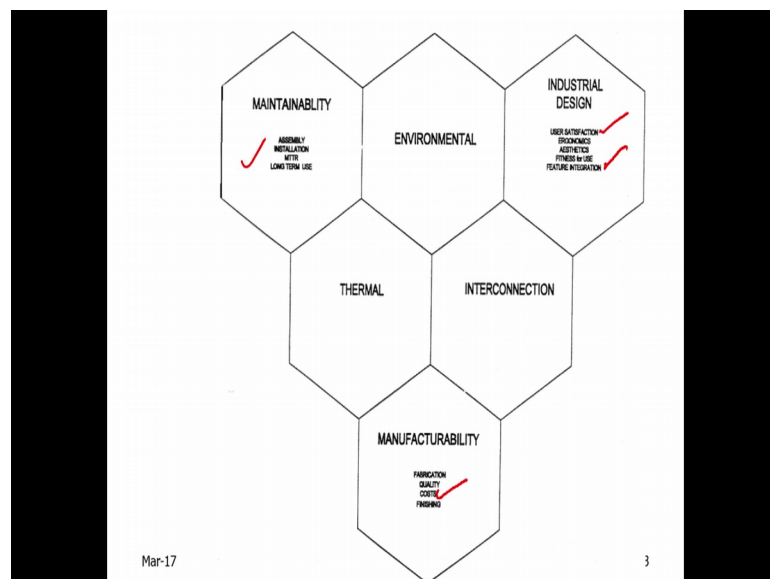 MAINTAINABLITY
ASSEMBLY
INSTALLATION
MTTR
LONG TERM USE
ENVIRONMENTAL
INDUSTRIAL
DESIGN
USER SATISFACTION
ERGONOMICS
AESTHETICS
FITNESS for USE
FEATURE INTEGRATION
THERMAL
INTERCONNECTION
MANUFACTURABILITY
FABRICATION
QUALITY
COSTS
FINISHING
Mar-17
3